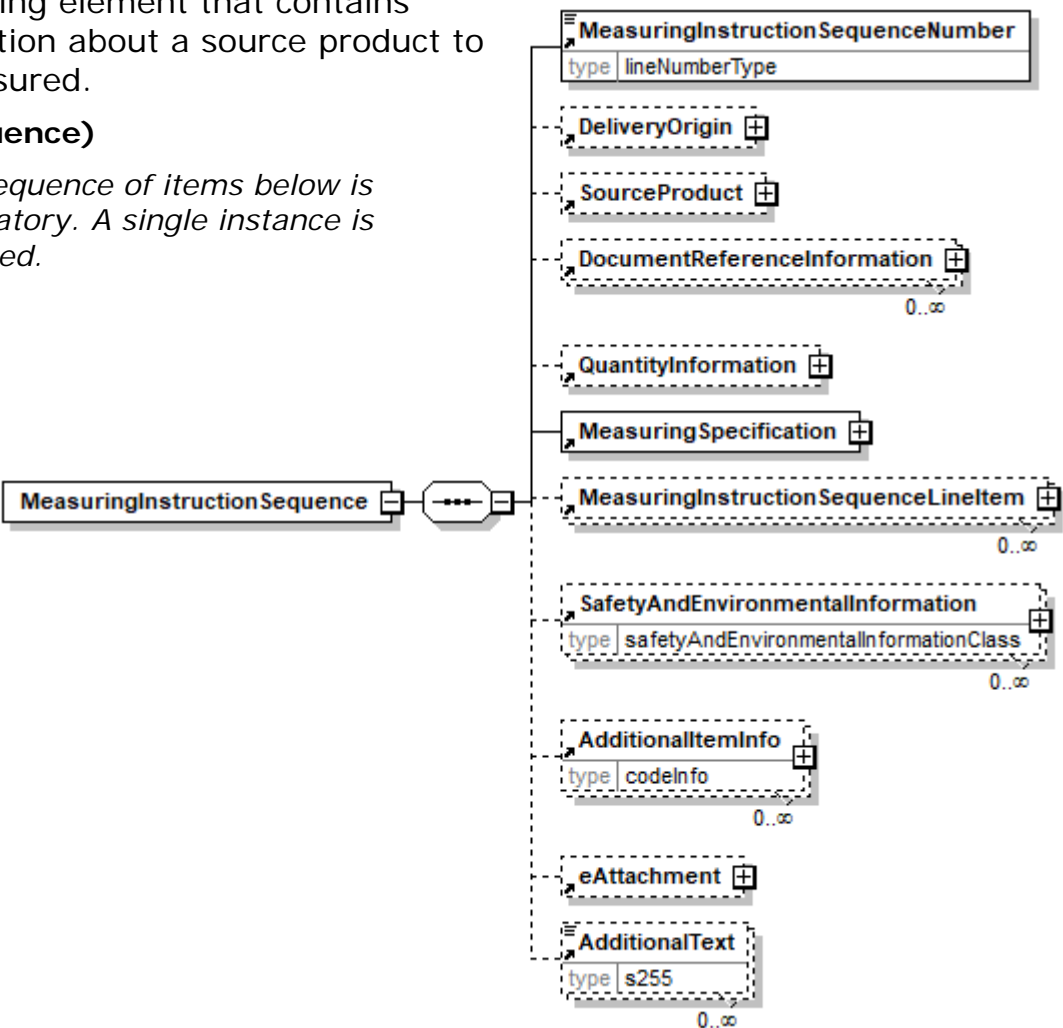 ing element that contains
tion about a source product to
sured.
uence)
equence of items below is
atory. A single instance is
ed.
MeasuringInstructionSequence
MeasuringInstructionSequenceNumber
type lineNumberType
DeliveryOrigin
SourceProduct
DocumentReferenceInformation
0..∞
QuantityInformation
MeasuringSpecification
MeasuringInstructionSequenceLineItem
0..∞
SafetyAndEnvironmentalInformation
type safetyAndEnvironmentalInformationClass
0..∞
AdditionalItemInfo
type codeInfo
0..∞
eAttachment
AdditionalText
type s255
0..∞